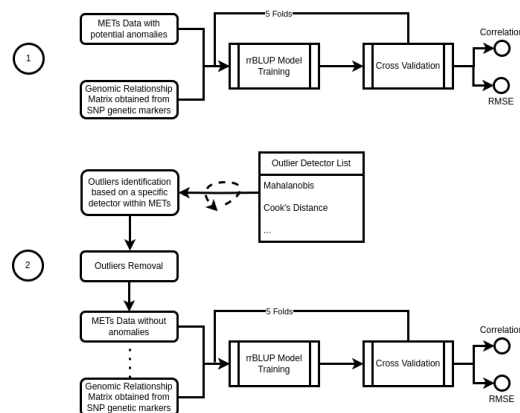 5 Folds
METs Data with
potential anomalies
Correlation
1
rrBLUP Model
Training
Cross Validation
Genomic Relationship
Matrix obtained from
SNP genetic markers
RMSE
Outlier Detector List
Outliers identification
based on a specific
detector within METs
Mahalanobis
Cook's Distance
...
2
Outliers Removal
5 Folds
METs Data without
anomalies
Correlation
rrBLUP Model
Training
Cross Validation
Genomic Relationship
Matrix obtained from
SNP genetic markers
RMSE